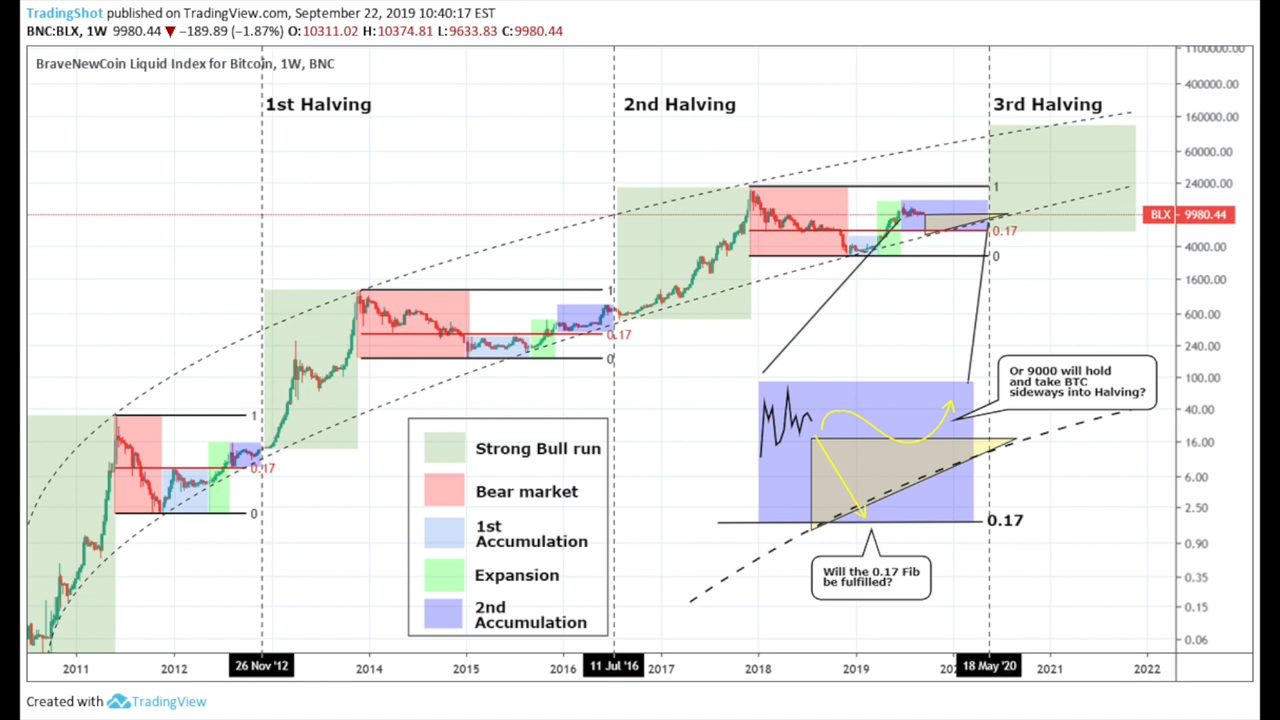 TradingShot published on TradingView.com, September 22, 2019 10:40:17 EST
BNC:BLX, 1W 9980.44 ▼ −189.89 (−1.87%) O:10311.02 H:10374.81 L:9633.83 C:9980.44
BraveNewCoin Liquid Index for Bitcoin, 1W, BNC
1st Halving
2nd Halving
3rd Halving
1100000.00
400000.00
160000.00
60000.00
24000.00
BLX 9980.44
4000.00
1600.00
600.00
240.00
100.00
40.00
16.00
6.00
2.50
0.90
0.35
0.15
0.06
1
0.17
0
1
0.17
0
1
0.17
0
Or 9000 will hold
and take BTC
sideways into Halving?
0.17
Will the 0.17 Fib
be fulfilled?
Strong Bull run
Bear market
1st
Accumulation
Expansion
2nd
Accumulation
2011
2012
26 Nov '12
2014
2015
2016
11 Jul '16
2017
2018
2019
18 May '20
2021
2022
Created with TradingView